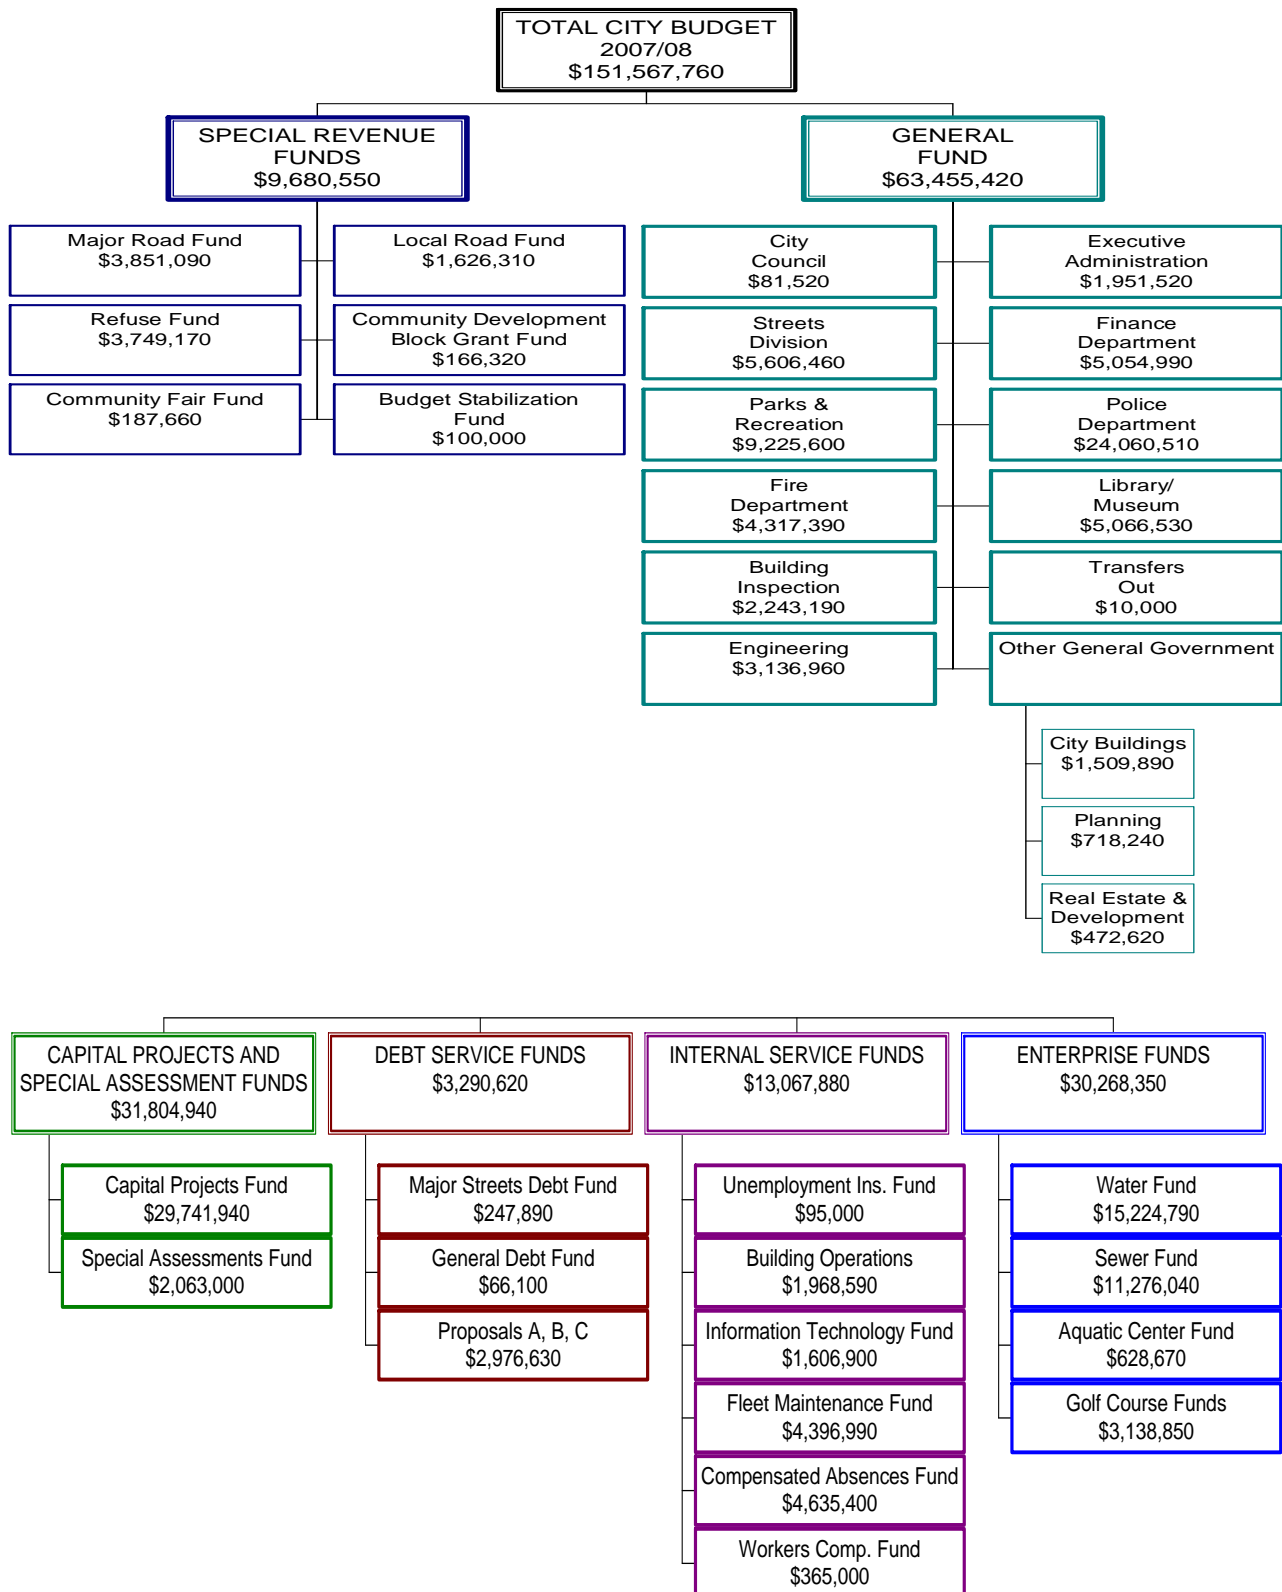 TOTAL CITY BUDGET
2007/08
$151,567,760
SPECIAL REVENUE
FUNDS
$9,680,550
GENERAL
FUND
$63,455,420
Major Road Fund
$3,851,090
Local Road Fund
$1,626,310
Refuse Fund
$3,749,170
Community Development
Block Grant Fund
$166,320
Community Fair Fund
$187,660
Budget Stabilization
Fund
$100,000
City
Council
$81,520
Executive
Administration
$1,951,520
Streets
Division
$5,606,460
Finance
Department
$5,054,990
Parks &
Recreation
$9,225,600
Police
Department
$24,060,510
Fire
Department
$4,317,390
Library/
Museum
$5,066,530
Building
Inspection
$2,243,190
Transfers
Out
$10,000
Engineering
$3,136,960
Other General Government
City Buildings
$1,509,890
Planning
$718,240
Real Estate &
Development
$472,620
CAPITAL PROJECTS AND
SPECIAL ASSESSMENT FUNDS
$31,804,940
DEBT SERVICE FUNDS
$3,290,620
INTERNAL SERVICE FUNDS
$13,067,880
ENTERPRISE FUNDS
$30,268,350
Capital Projects Fund
$29,741,940
Special Assessments Fund
$2,063,000
Major Streets Debt Fund
$247,890
General Debt Fund
$66,100
Proposals A, B, C
$2,976,630
Unemployment Ins. Fund
$95,000
Building Operations
$1,968,590
Information Technology Fund
$1,606,900
Fleet Maintenance Fund
$4,396,990
Compensated Absences Fund
$4,635,400
Workers Comp. Fund
$365,000
Water Fund
$15,224,790
Sewer Fund
$11,276,040
Aquatic Center Fund
$628,670
Golf Course Funds
$3,138,850